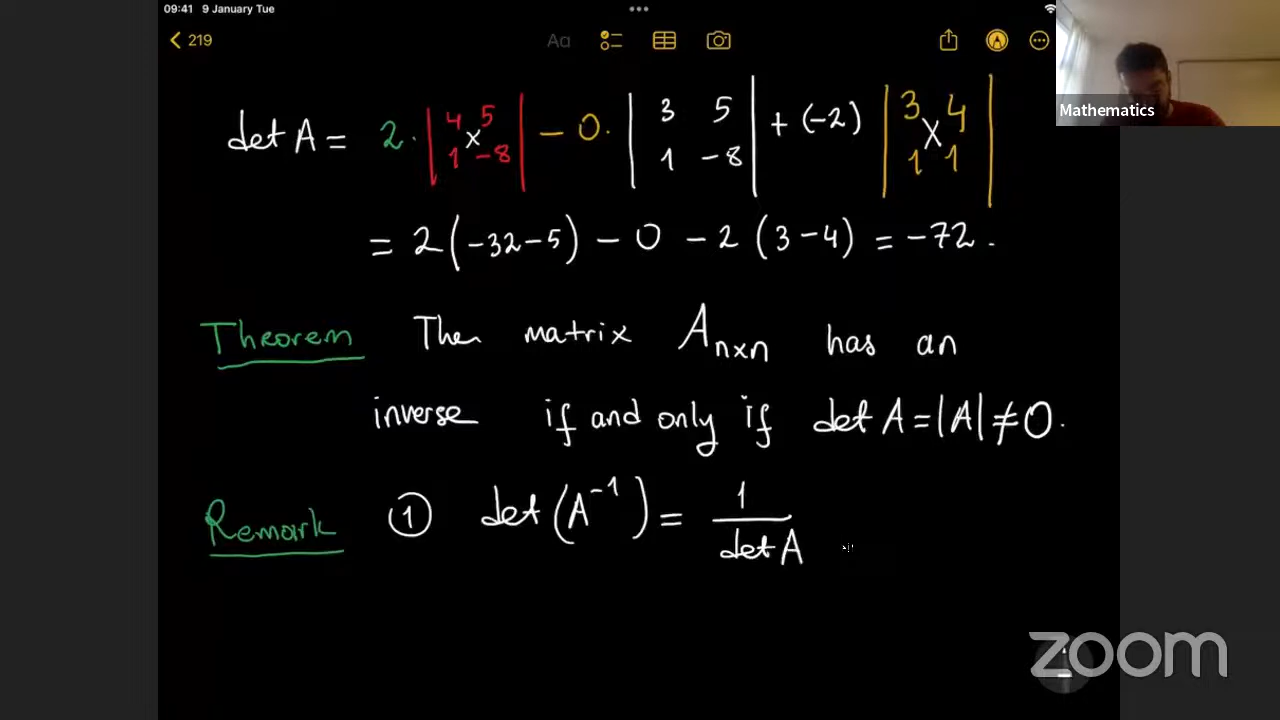 09:41 9 January Tue
219
Aa
Mathematics
det A = 2. | 4 5 1 -8 | - 0. | 3 5 1 -8 | + (-2) | 3 4 1 1 |
= 2(-32-5) - 0 - 2(3-4) = -72.
Theorem The matrix Anxn has an
inverse if and only if det A = |A| ≠ 0.
Remark ① det(A⁻¹) = 1/det A
zoom